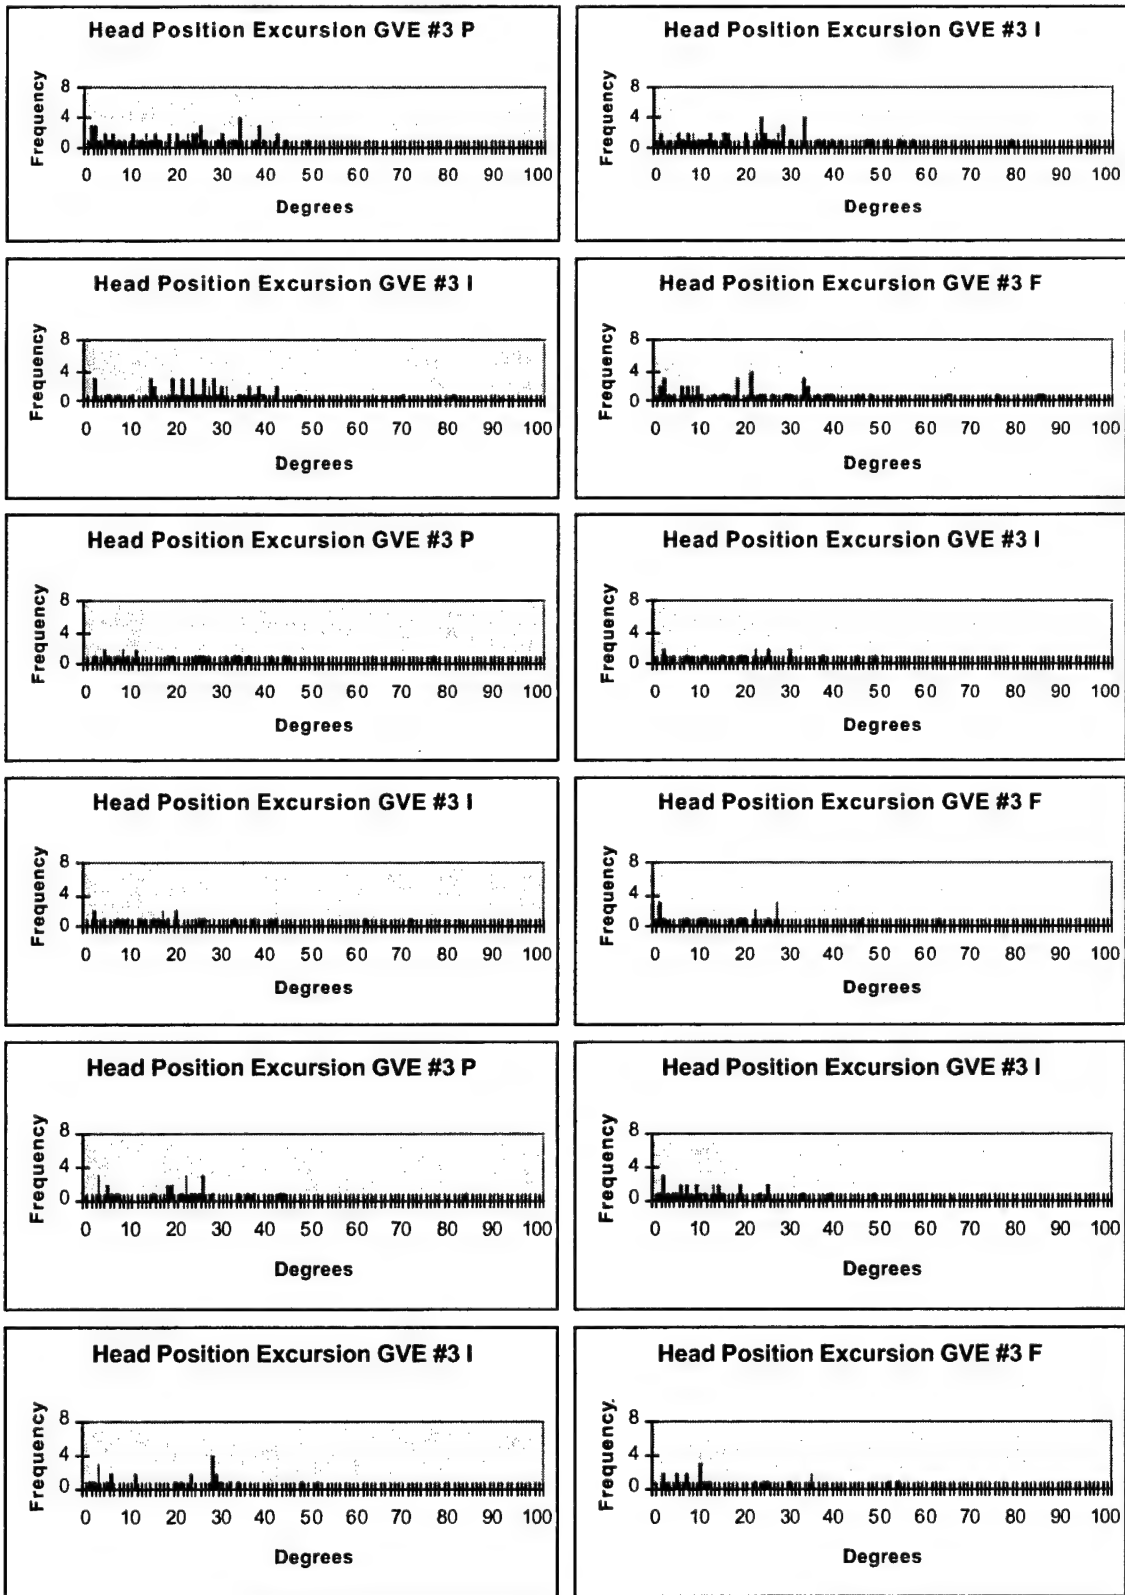 Head Position Excursion GVE #3 P
Frequency
8
4
0
0 10 20 30 40 50 60 70 80 90 100
Degrees
Head Position Excursion GVE #3 I
Frequency
8
4
0
0 10 20 30 40 50 60 70 80 90 100
Degrees
Head Position Excursion GVE #3 I
Frequency
8
4
0
0 10 20 30 40 50 60 70 80 90 100
Degrees
Head Position Excursion GVE #3 F
Frequency
8
4
0
0 10 20 30 40 50 60 70 80 90 100
Degrees
Head Position Excursion GVE #3 P
Frequency
8
4
0
0 10 20 30 40 50 60 70 80 90 100
Degrees
Head Position Excursion GVE #3 I
Frequency
8
4
0
0 10 20 30 40 50 60 70 80 90 100
Degrees
Head Position Excursion GVE #3 I
Frequency
8
4
0
0 10 20 30 40 50 60 70 80 90 100
Degrees
Head Position Excursion GVE #3 F
Frequency
8
4
0
0 10 20 30 40 50 60 70 80 90 100
Degrees
Head Position Excursion GVE #3 P
Frequency
8
4
0
0 10 20 30 40 50 60 70 80 90 100
Degrees
Head Position Excursion GVE #3 I
Frequency
8
4
0
0 10 20 30 40 50 60 70 80 90 100
Degrees
Head Position Excursion GVE #3 I
Frequency
8
4
0
0 10 20 30 40 50 60 70 80 90 100
Degrees
Head Position Excursion GVE #3 F
Frequency
8
4
0
0 10 20 30 40 50 60 70 80 90 100
Degrees